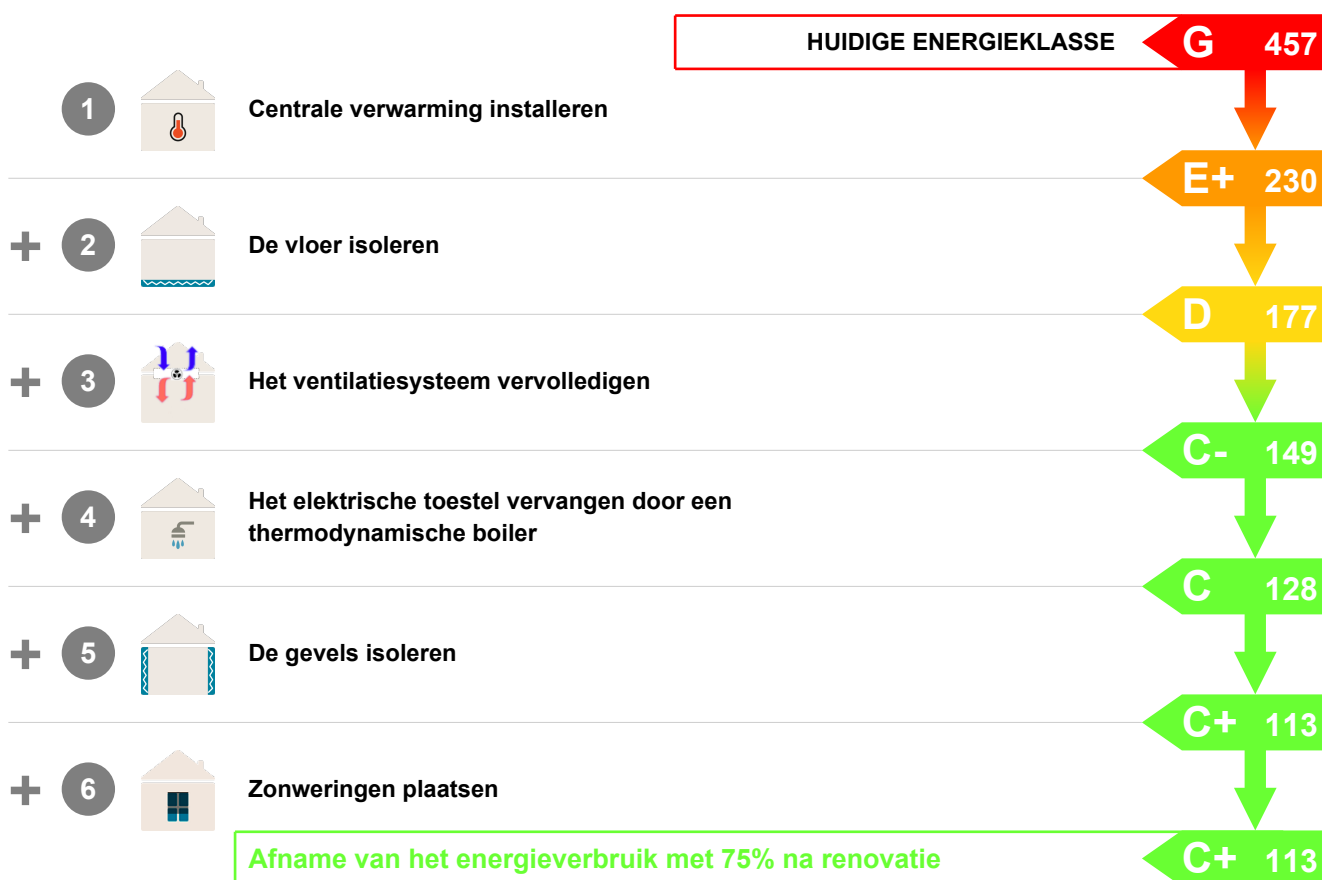 HUIDIGE ENERGIEKLASSE G 457
1 Centrale verwarming installeren
E+ 230
+ 2 De vloer isoleren
D 177
+ 3 Het ventilatiesysteem vervolledigen
C- 149
+ 4 Het elektrische toestel vervangen door een
thermodynamische boiler
C 128
+ 5 De gevels isoleren
C+ 113
+ 6 Zonweringen plaatsen
Afname van het energieverbruik met 75% na renovatie C+ 113